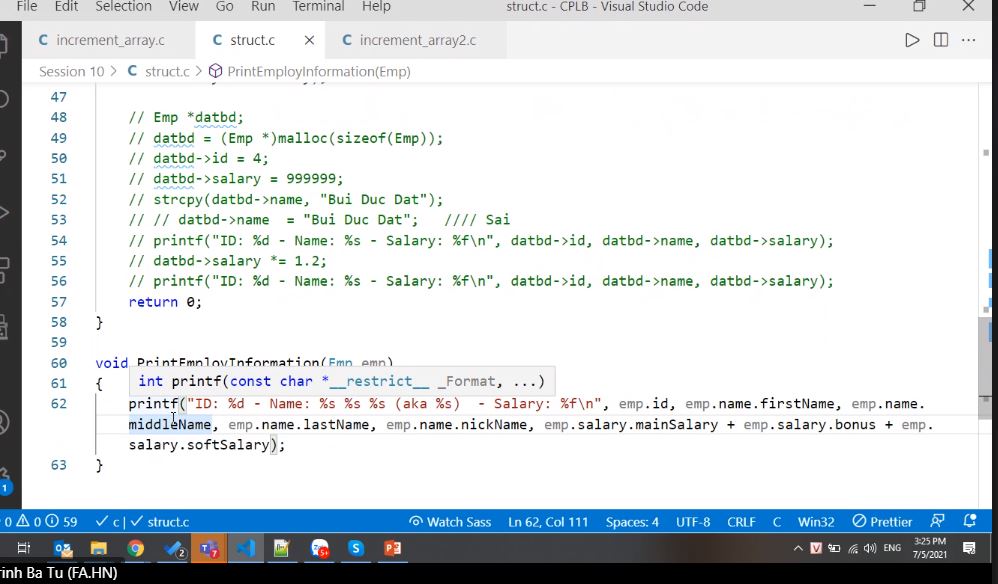 File Edit Selection View Go Run Terminal Help struct.c - CPLB - Visual Studio Code
C increment_array.c C struct.c × C increment_array2.c ...
Session 10 > C struct.c > PrintEmployInformation(Emp)
47
48 // Emp *datbd;
49 // datbd = (Emp *)malloc(sizeof(Emp));
50 // datbd->id = 4;
51 // datbd->salary = 999999;
52 // strcpy(datbd->name, "Bui Duc Dat");
53 // // datbd->name  = "Bui Duc Dat";   //// Sai
54 // printf("ID: %d - Name: %s - Salary: %f\n", datbd->id, datbd->name, datbd->salary);
55 // datbd->salary *= 1.2;
56 // printf("ID: %d - Name: %s - Salary: %f\n", datbd->id, datbd->name, datbd->salary);
57 return 0;
58 }
59
60 void PrintEmployInformation(Emp emp)
int printf(const char *__restrict__ _Format, ...)
61 {
62 printf("ID: %d - Name: %s %s %s (aka %s)  - Salary: %f\n", emp.id, emp.name.firstName, emp.name.
middleName, emp.name.lastName, emp.name.nickName, emp.salary.mainSalary + emp.salary.bonus + emp.
salary.softSalary);
63 }
1
0 0 59 c | struct.c Watch Sass Ln 62, Col 111 Spaces: 4 UTF-8 CRLF C Win32 Prettier
2 7 5+ ENG 3:25 PM
7/5/2021
rinh Ba Tu (FA.HN)